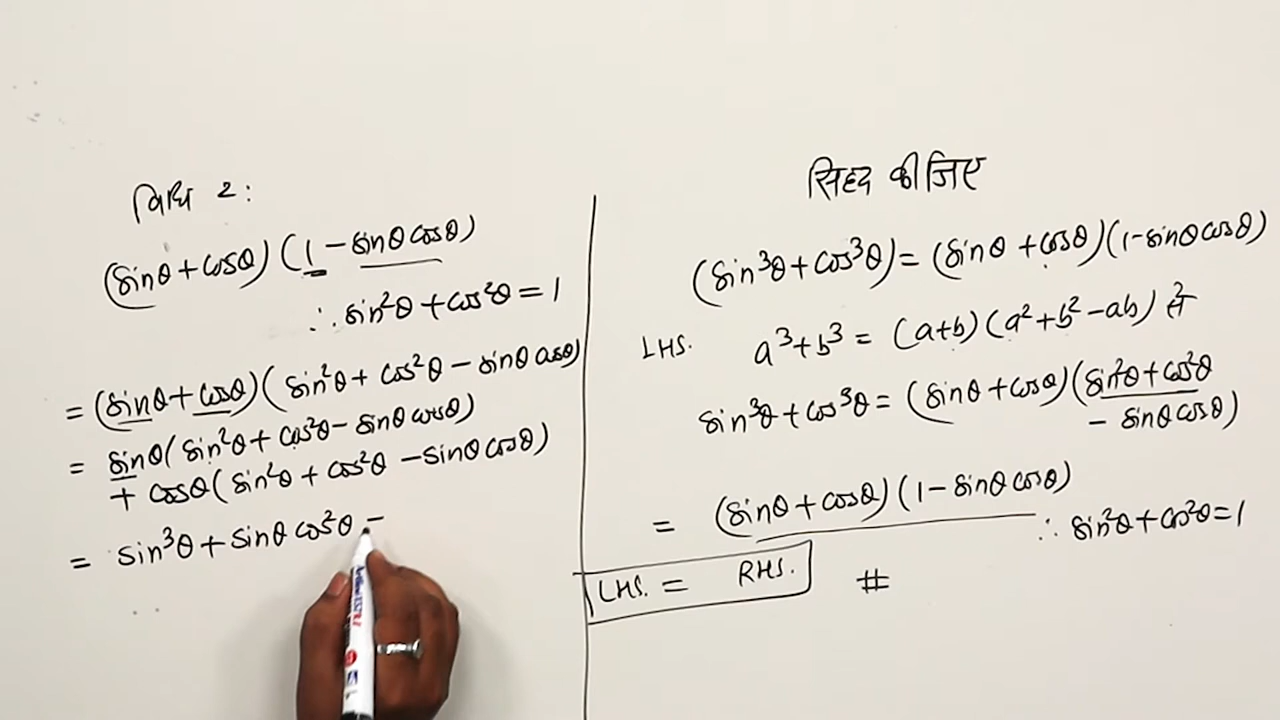 विधि 2:
(sinθ + cosθ) (1 - sinθ cosθ)
∴ sin²θ + cos²θ = 1
= (sinθ + cosθ) (sin²θ + cos²θ - sinθ cosθ)
= sinθ (sin²θ + cos²θ - sinθ cosθ)
+ cosθ (sin²θ + cos²θ - sinθ cosθ)
= sin³θ + sinθ cos²θ -
सिद्ध कीजिए
(sin³θ + cos³θ) = (sinθ + cosθ) (1 - sinθ cosθ)
LHS. a³ + b³ = (a+b) (a² + b² - ab) से
sin³θ + cos³θ = (sinθ + cosθ) (sin²θ + cos²θ
- sinθ cosθ)
= (sinθ + cosθ) (1 - sinθ cosθ)
∴ sin²θ + cos²θ = 1
LHS. = RHS. #